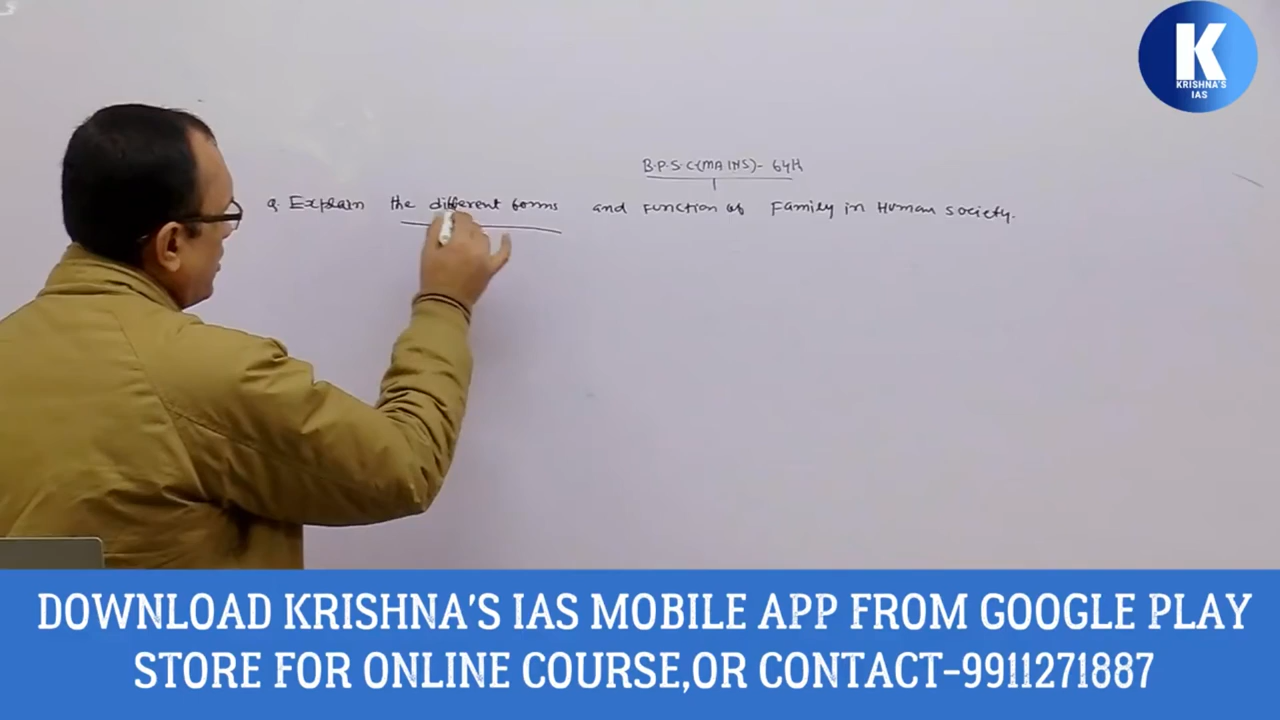 K
KRISHNA'S
IAS
B.P.S.C(MAINS)- 64th
Q Explain the different forms and Function of Family in Human Society.
DOWNLOAD KRISHNA'S IAS MOBILE APP FROM GOOGLE PLAY
STORE FOR ONLINE COURSE,OR CONTACT-9911271887